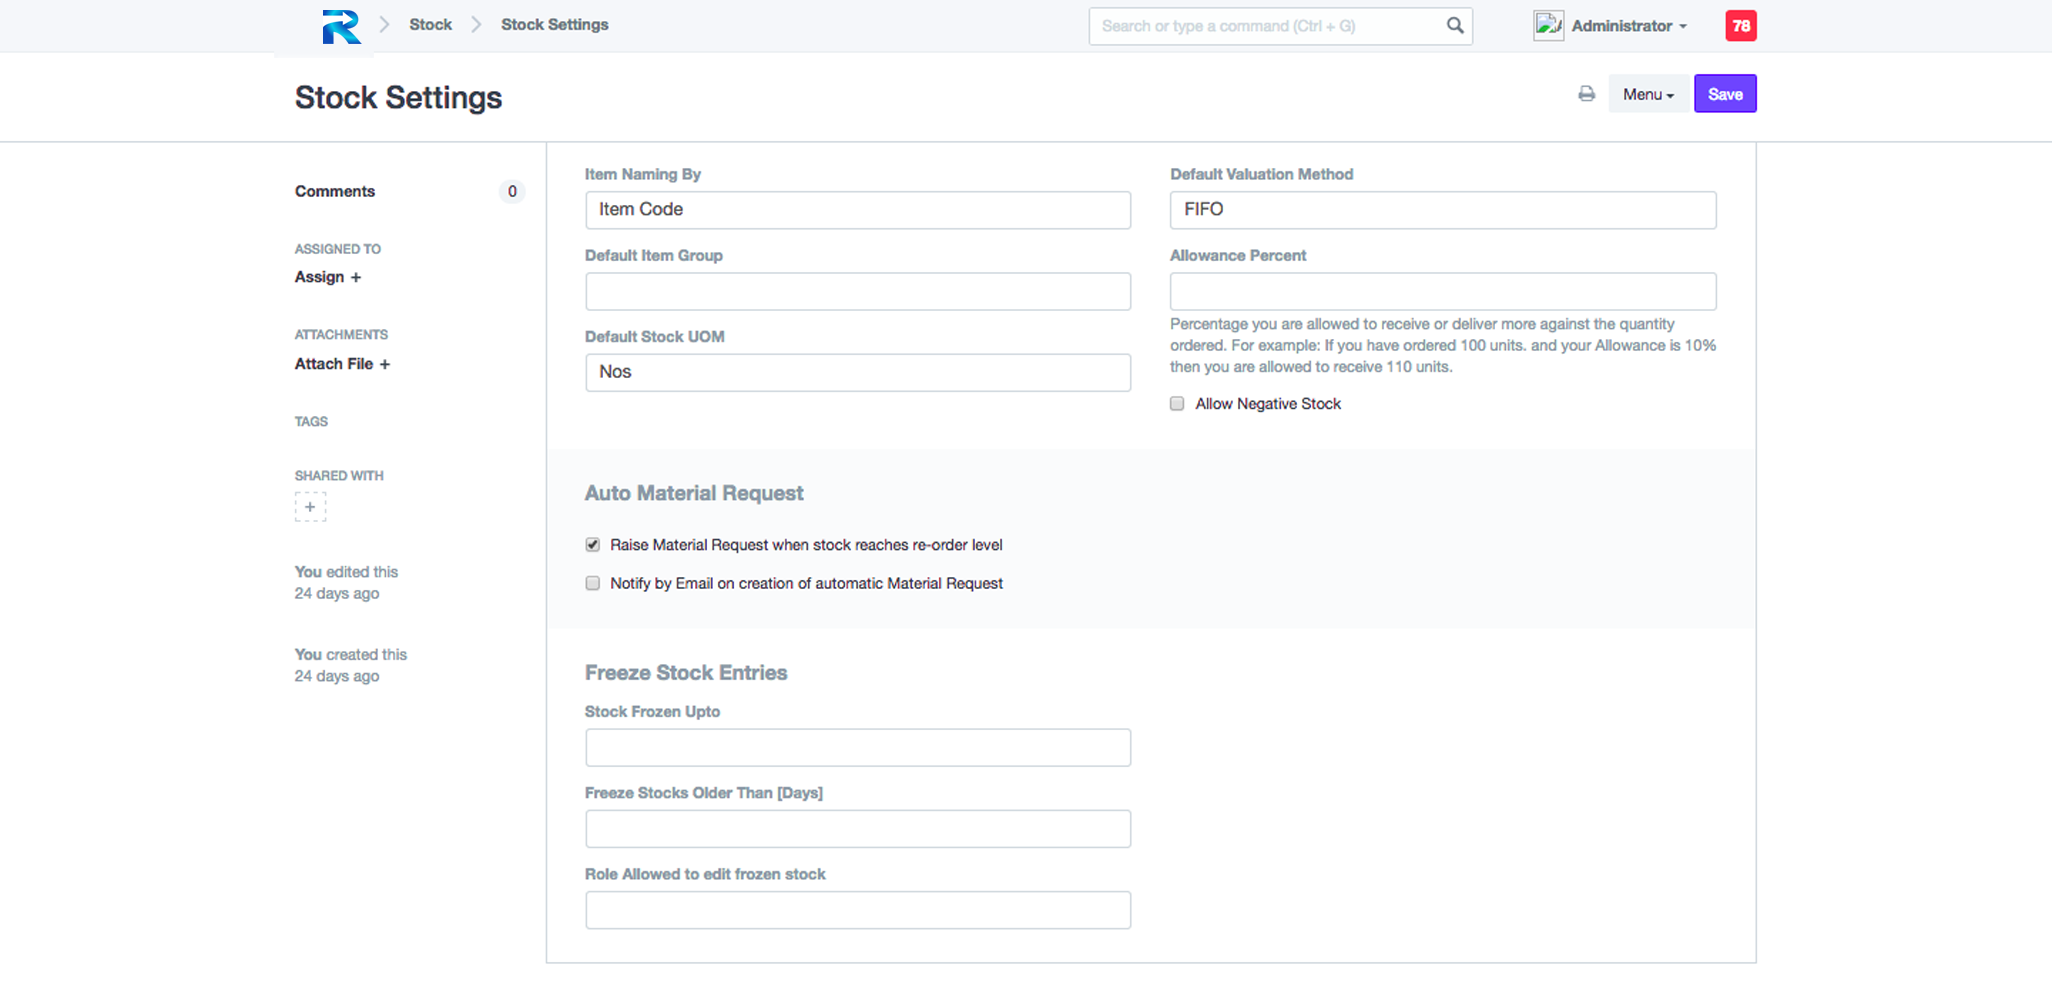 Stock
Stock Settings
Search or type a command (Ctrl + G)
Administrator
78
Stock Settings
Menu
Save
Comments
0
ASSIGNED TO
Assign +
ATTACHMENTS
Attach File +
TAGS
SHARED WITH
+
You edited this
24 days ago
You created this
24 days ago
Item Naming By
Item Code
Default Item Group
Default Stock UOM
Nos
Default Valuation Method
FIFO
Allowance Percent
Percentage you are allowed to receive or deliver more against the quantity
ordered. For example: If you have ordered 100 units. and your Allowance is 10%
then you are allowed to receive 110 units.
Allow Negative Stock
Auto Material Request
Raise Material Request when stock reaches re-order level
Notify by Email on creation of automatic Material Request
Freeze Stock Entries
Stock Frozen Upto
Freeze Stocks Older Than [Days]
Role Allowed to edit frozen stock